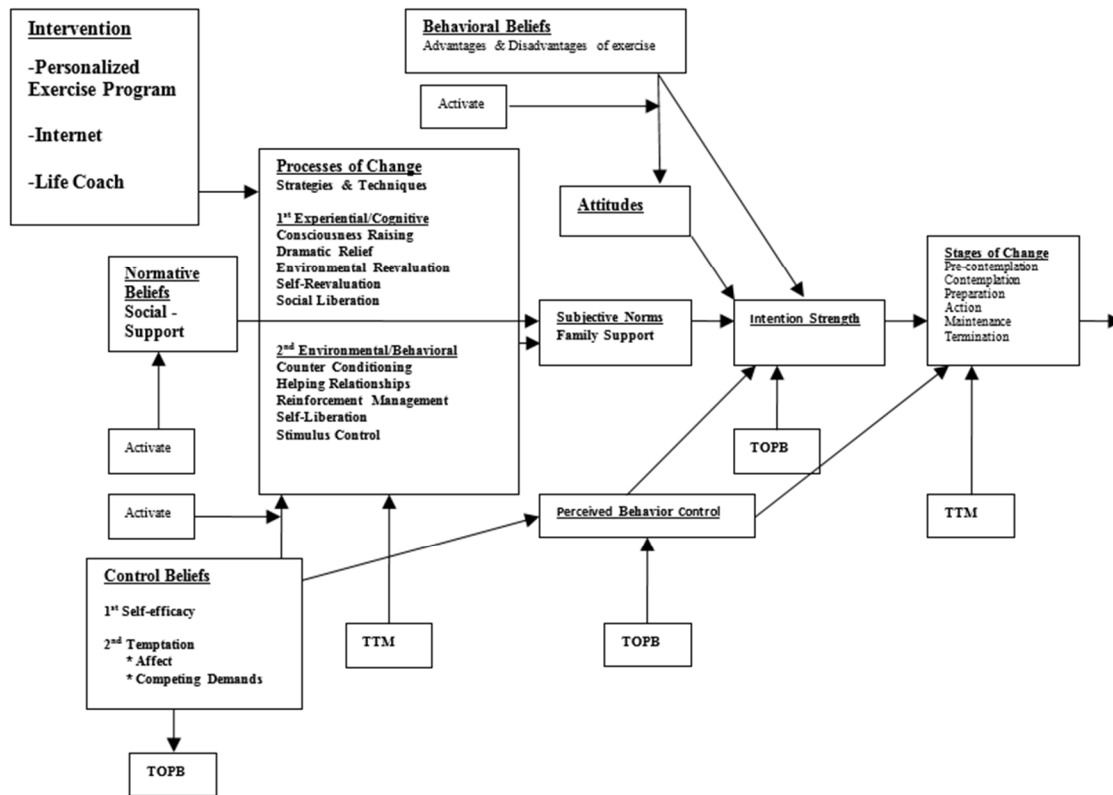 Intervention
-Personalized
Exercise Program
-Internet
-Life Coach
Behavioral Beliefs
Advantages & Disadvantages of exercise
Activate
Processes of Change
Strategies & Techniques
1st Experiential/Cognitive
Consciousness Raising
Dramatic Relief
Environmental Reevaluation
Self-Reevaluation
Social Liberation
2nd Environmental/Behavioral
Counter Conditioning
Helping Relationships
Reinforcement Management
Self-Liberation
Stimulus Control
Attitudes
Normative
Beliefs
Social -
Support
Subjective Norms
Family Support
Intention Strength
Stages of Change
Pre-contemplation
Contemplation
Preparation
Action
Maintenance
Termination
Activate
Activate
TOPB
Perceived Behavior Control
TTM
Control Beliefs
1st Self-efficacy
2nd Temptation
* Affect
* Competing Demands
TTM
TOPB
TOPB